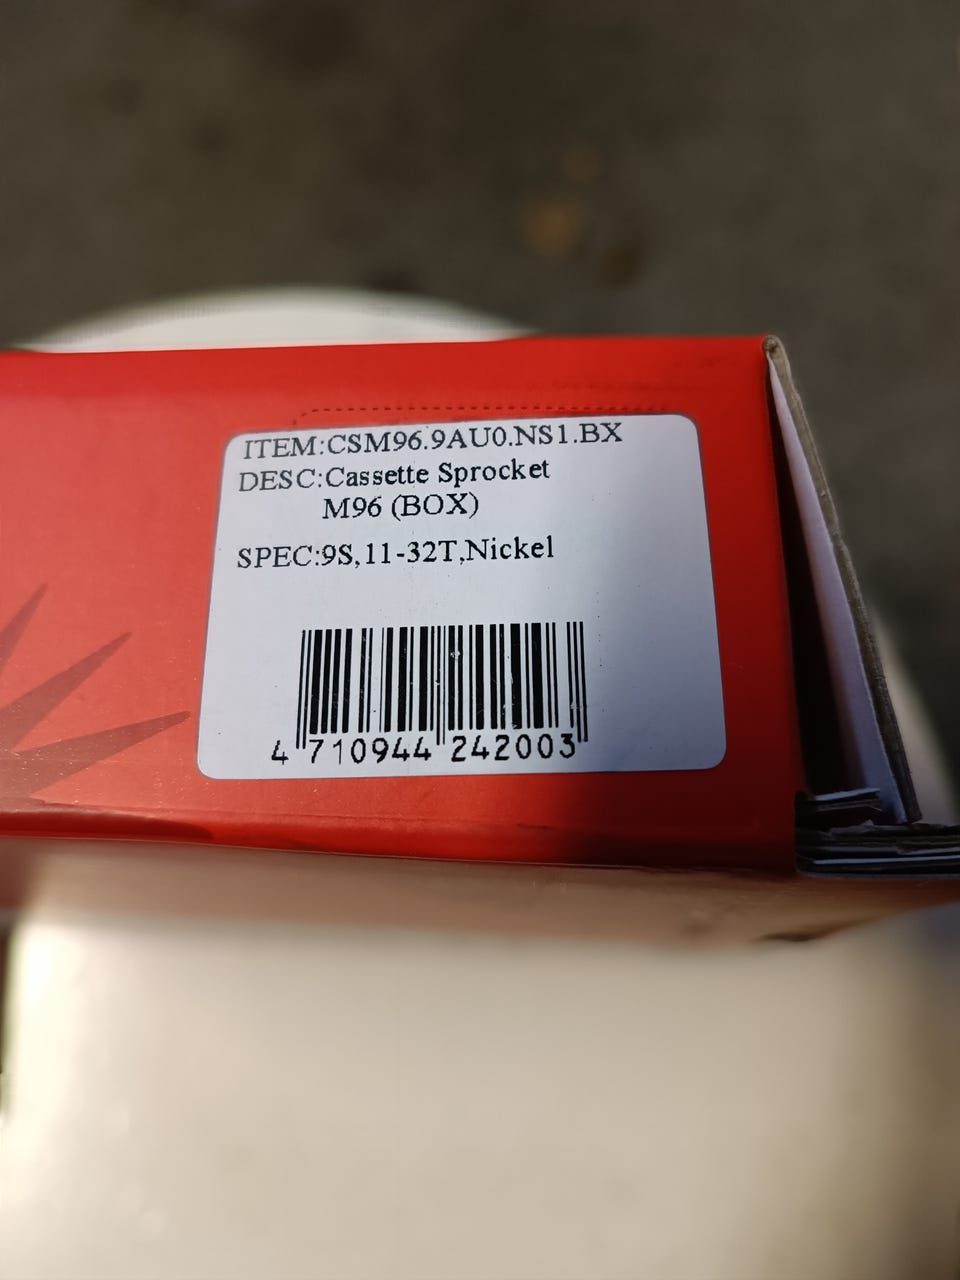 ITEM:CSM96.9AU0.NS1.BX
DESC:Cassette Sprocket
M96 (BOX)
SPEC:9S,11-32T,Nickel
4 710944 242003